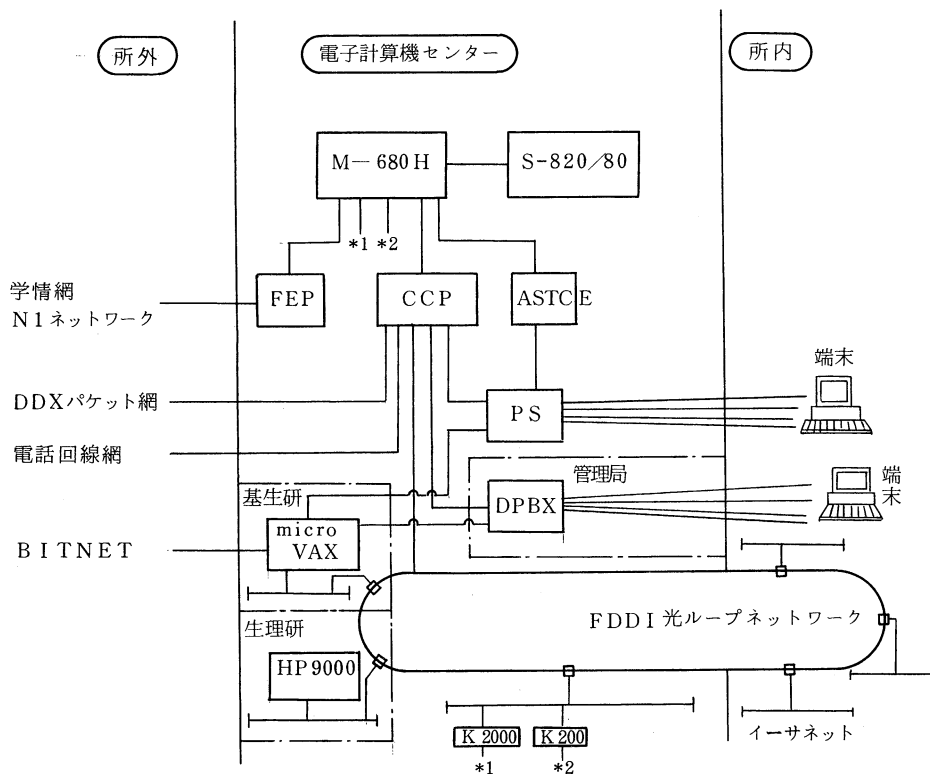 所外
電子計算機センター
所内
M-680H
S-820/80
*1
*2
学情網
N1ネットワーク
FEP
CCP
ASTCE
端末
DDXパケット網
PS
電話回線網
管理局
端末
基生研
DPBX
BITNET
micro
VAX
FDDI光ループネットワーク
生理研
HP9000
K2000
K200
イーサネット
*1
*2